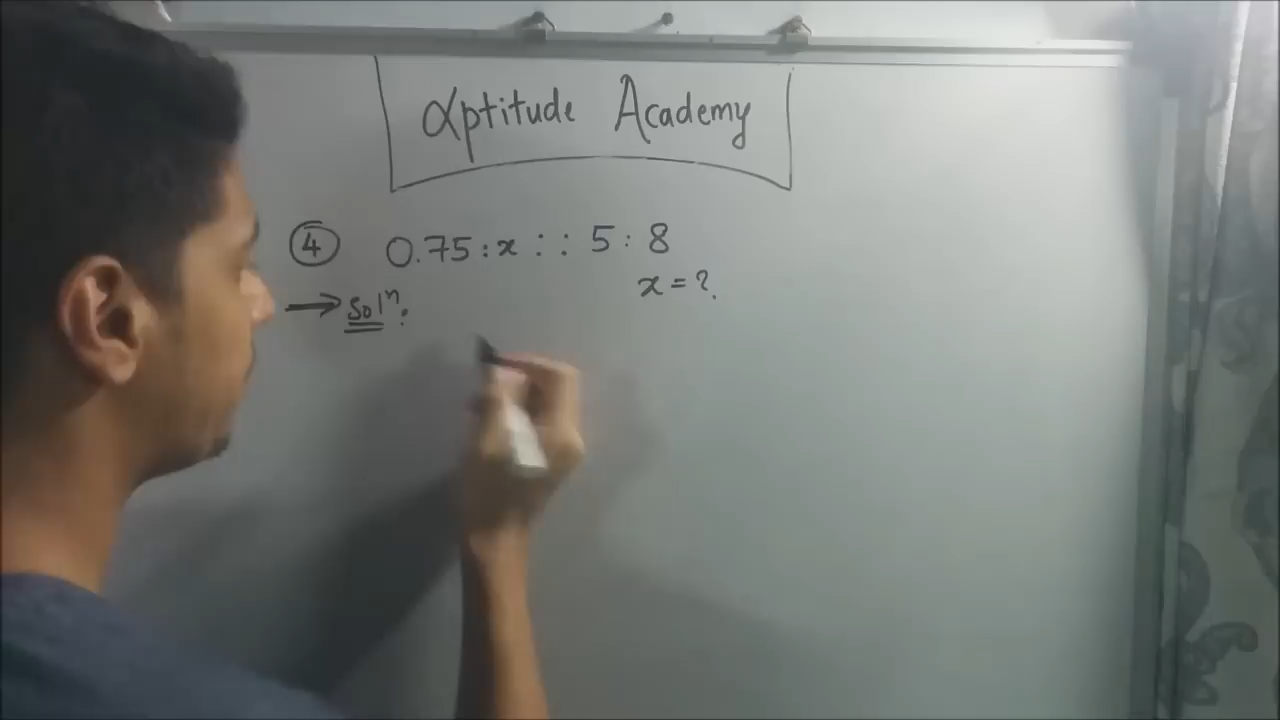 αptitude Academy
④ 0.75 : x :: 5 : 8
x = ?.
→ Solⁿ: